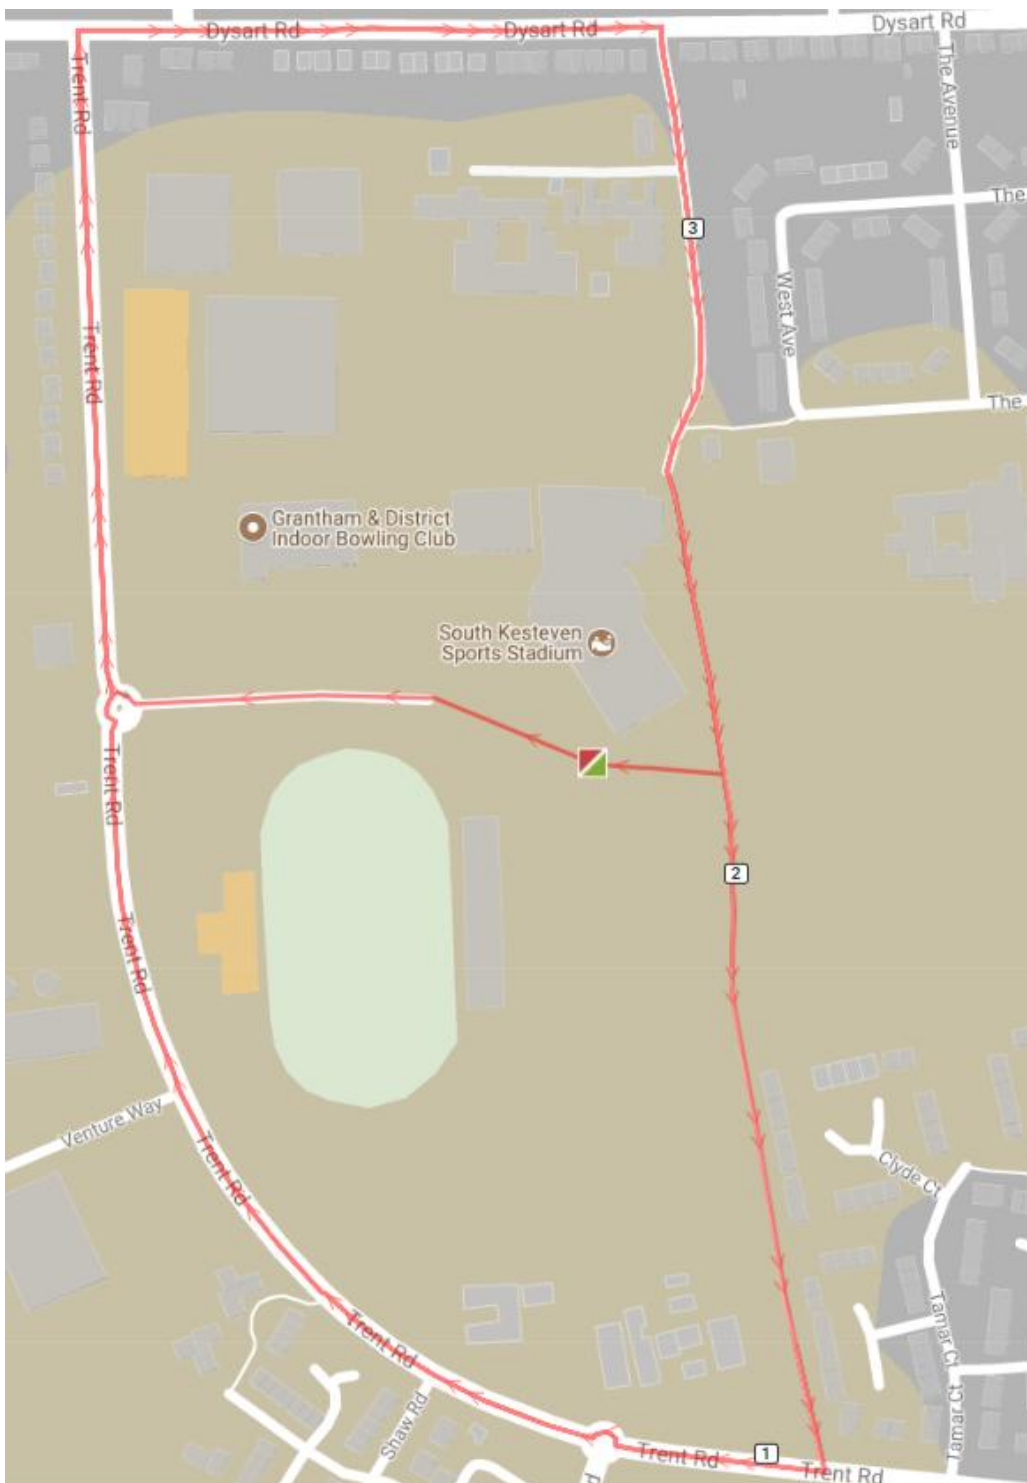 Dysart Rd
Dysart Rd
Dysart Rd
Trent Rd
The Avenue
The
3
West Ave
Trent Rd
The
Grantham & District
Indoor Bowling Club
South Kesteven
Sports Stadium
Trent Rd
2
Trent Rd
Venture Way
Trent Rd
Clyde Ct
Trent Rd
Tamar Ct
Shaw Rd
Tamar Ct
Trent Rd
1
Trent Rd